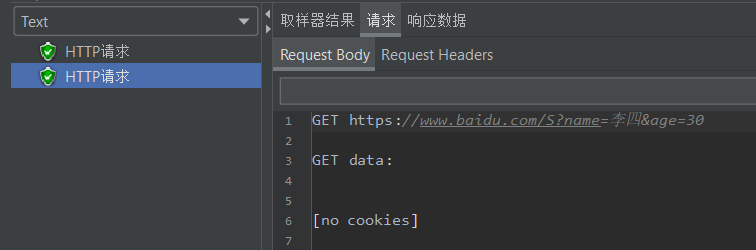 Text
HTTP请求
HTTP请求
取样器结果 请求 响应数据
Request Body Request Headers
1 GET https://www.baidu.com/S?name=李四&age=30
2
3 GET data:
4
5
6 [no cookies]
7